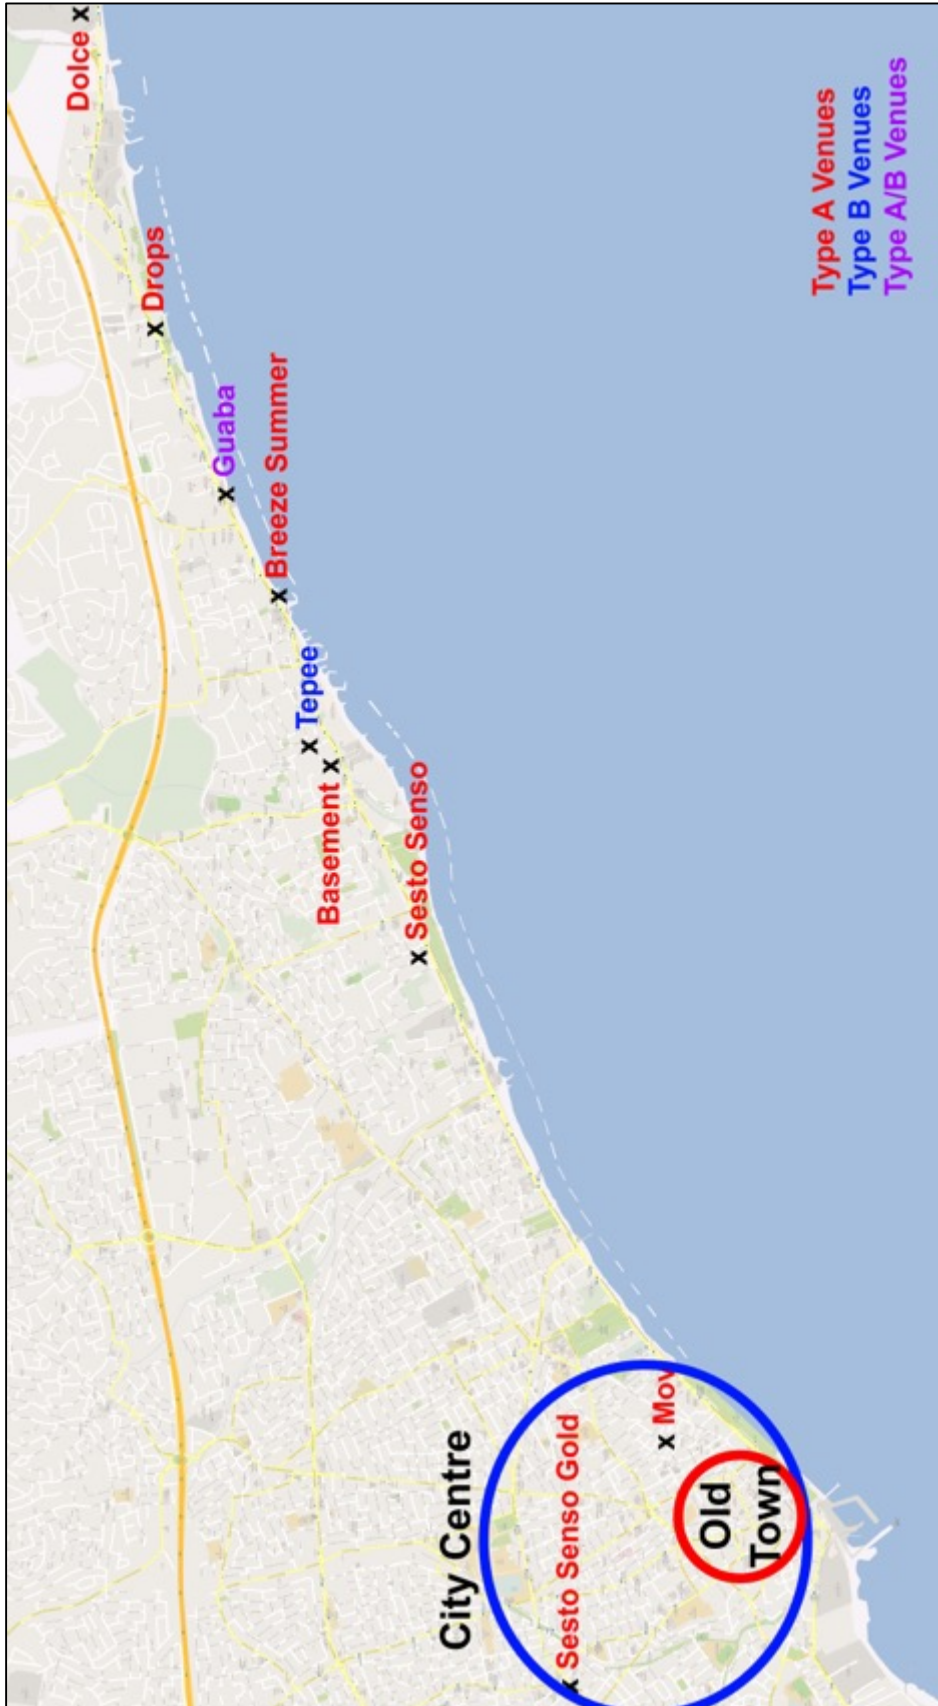 Dolce
Drops
Guaba
Breeze Summer
Tepee
Basement
Sesto Senso
City Centre
Sesto Senso Gold
Mov
Old
Town
Type A Venues
Type B Venues
Type A/B Venues